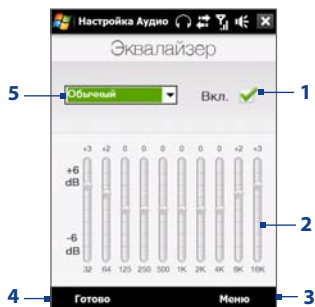 Настройка Аудио
Эквалайзер
5 Обычный Вкл. 1
+3 +2 0 0 0 0 0 0 +2 +3
+6
dB
2
-6
dB
32 64 125 250 500 1K 2K 4K 8K 16K
4 Готово Меню 3